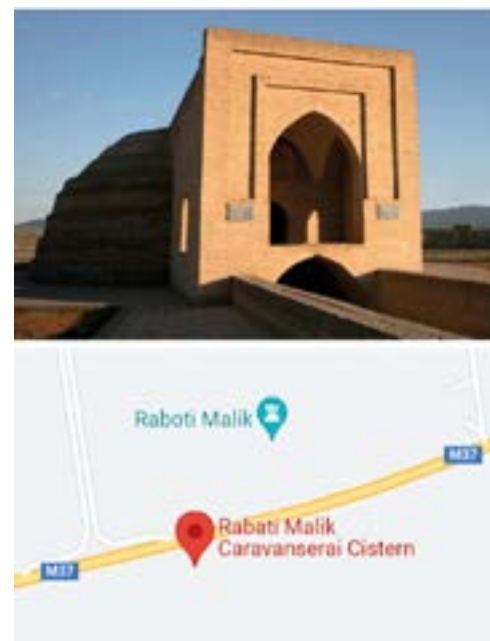 Raboti Malik
M37
Rabati Malik
Caravanserai Cistern
M37